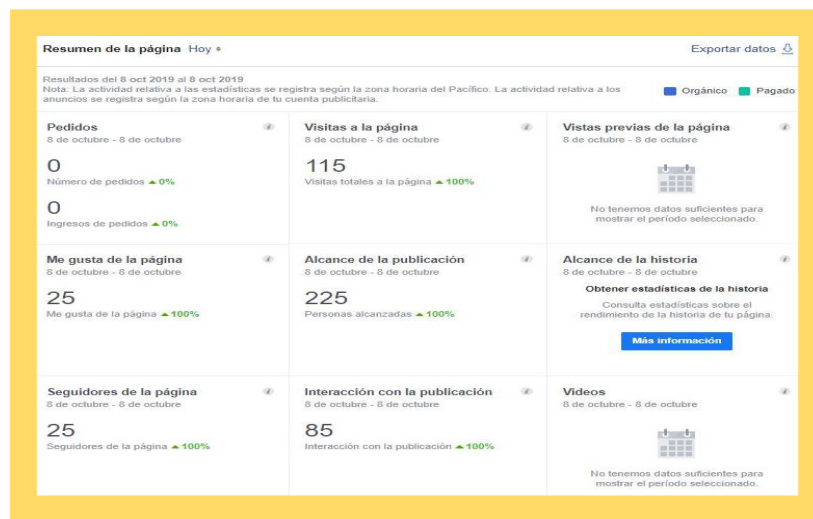 Resumen de la página Hoy
Exportar datos
Resultados del 8 oct 2019 al 8 oct 2019
Nota: La actividad relativa a las estadísticas se registra según la zona horaria del Pacífico. La actividad relativa a los
anuncios se registra según la zona horaria de tu cuenta publicitaria.
Orgánico Pagado
Pedidos
8 de octubre - 8 de octubre
0
Número de pedidos 0%
0
Ingresos de pedidos 0%
Visitas a la página
8 de octubre - 8 de octubre
115
Visitas totales a la página 100%
Vistas previas de la página
8 de octubre - 8 de octubre
No tenemos datos suficientes para
mostrar el período seleccionado.
Me gusta de la página
8 de octubre - 8 de octubre
25
Me gusta de la página 100%
Alcance de la publicación
8 de octubre - 8 de octubre
225
Personas alcanzadas 100%
Alcance de la historia
8 de octubre - 8 de octubre
Obtener estadísticas de la historia
Consulta estadísticas sobre el
rendimiento de la historia de tu página.
Más información
Seguidores de la página
8 de octubre - 8 de octubre
25
Seguidores de la página 100%
Interacción con la publicación
8 de octubre - 8 de octubre
85
Interacción con la publicación 100%
Videos
8 de octubre - 8 de octubre
No tenemos datos suficientes para
mostrar el período seleccionado.